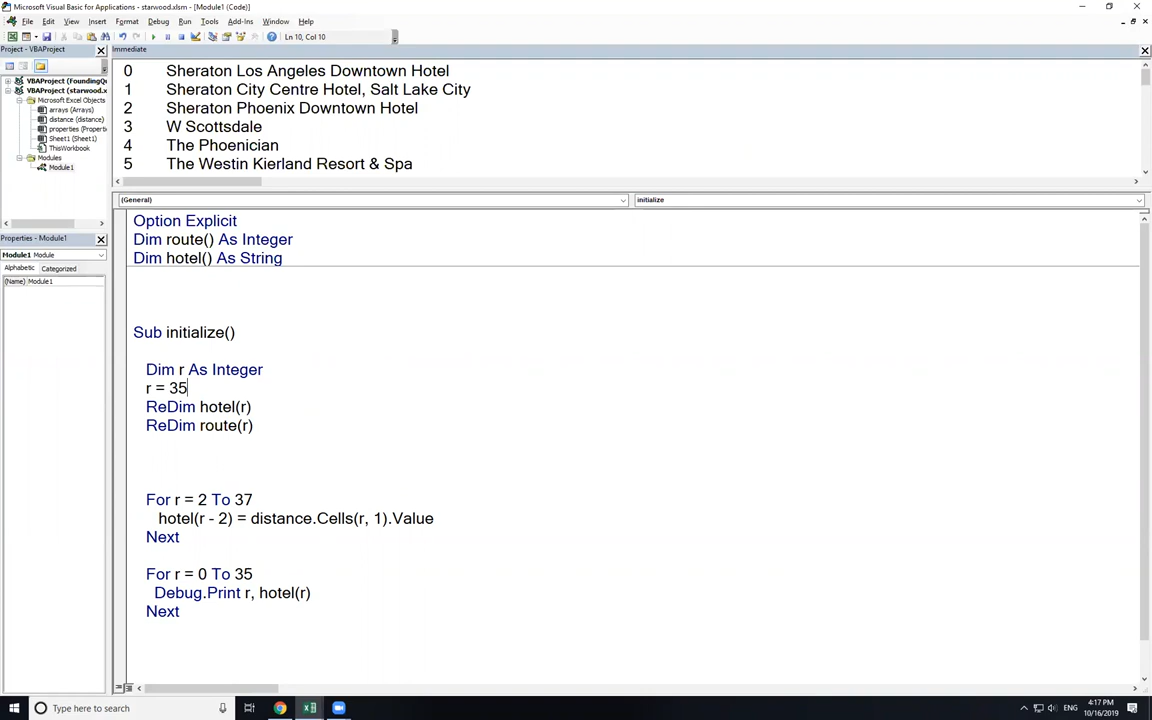 Microsoft Visual Basic for Applications - starwood.xlsm - [Module1 (Code)]
File Edit View Insert Format Debug Run Tools Add-Ins Window Help
Ln 10, Col 10
Project - VBAProject
VBAProject (FoundingQu
VBAProject (starwood.x
Microsoft Excel Objects
arrays (Arrays)
distance (distance)
properties (Properti
Sheet1 (Sheet1)
ThisWorkbook
Modules
Module1
Properties - Module1
Module1 Module
Alphabetic Categorized
(Name) Module1
Immediate
0 Sheraton Los Angeles Downtown Hotel
1 Sheraton City Centre Hotel, Salt Lake City
2 Sheraton Phoenix Downtown Hotel
3 W Scottsdale
4 The Phoenician
5 The Westin Kierland Resort & Spa
(General) initialize
Option Explicit
Dim route() As Integer
Dim hotel() As String
Sub initialize()
Dim r As Integer
r = 35
ReDim hotel(r)
ReDim route(r)
For r = 2 To 37
hotel(r - 2) = distance.Cells(r, 1).Value
Next
For r = 0 To 35
Debug.Print r, hotel(r)
Next
Type here to search
ENG
4:17 PM
10/16/2019